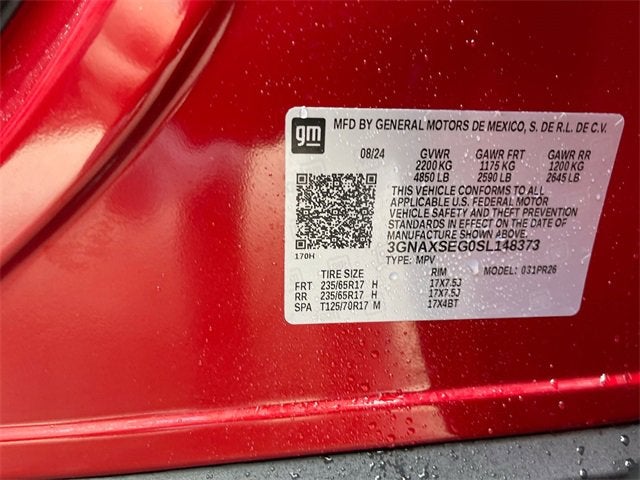 gm
MFD BY GENERAL MOTORS DE MEXICO, S. DE R.L. DE C.V.
08/24 GVWR GAWR FRT GAWR RR
2200 KG 1175 KG 1200 KG
4850 LB 2590 LB 2645 LB
THIS VEHICLE CONFORMS TO ALL
APPLICABLE U.S. FEDERAL MOTOR
VEHICLE SAFETY AND THEFT PREVENTION
STANDARDS IN EFFECT ON THE DATE OF
MANUFACTURE SHOWN ABOVE.
3GNAXSEG0SL148373
170H
TYPE: MPV MODEL: 031PR26
TIRE SIZE RIM
FRT 235/65R17 H 17X7.5J
RR 235/65R17 H 17X7.5J
SPA T125/70R17 M 17X4BT